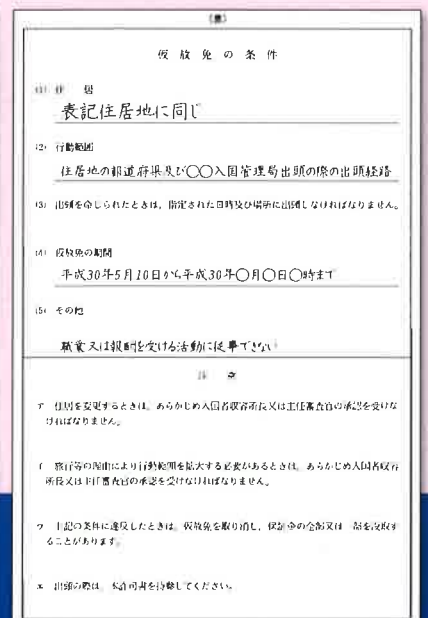 (裏)
仮放免の条件
(1) 住居
表記住居地に同じ
(2) 行動範囲
住居地の都道府県及び〇〇入国管理局出頭の際の出頭経路
(3) 出頭を命じられたときは、指定された日時及び場所に出頭しなければなりません。
(4) 仮放免の期間
平成30年5月10日から平成30年〇月〇日〇時まで
(5) その他
職業又は報酬を受ける活動に従事できない
注 意
ア 住居を変更するときは、あらかじめ入国者収容所長又は主任審査官の承認を受けな
ければなりません。
イ 旅行等の理由により行動範囲を拡大する必要があるときは、あらかじめ入国者収容
所長又は主任審査官の承認を受けなければなりません。
ウ 上記の条件に違反したときは、仮放免を取り消し、保証金の全部又は一部を没取す
ることがあります。
エ 出頭の際は、本許可書を持参してください。